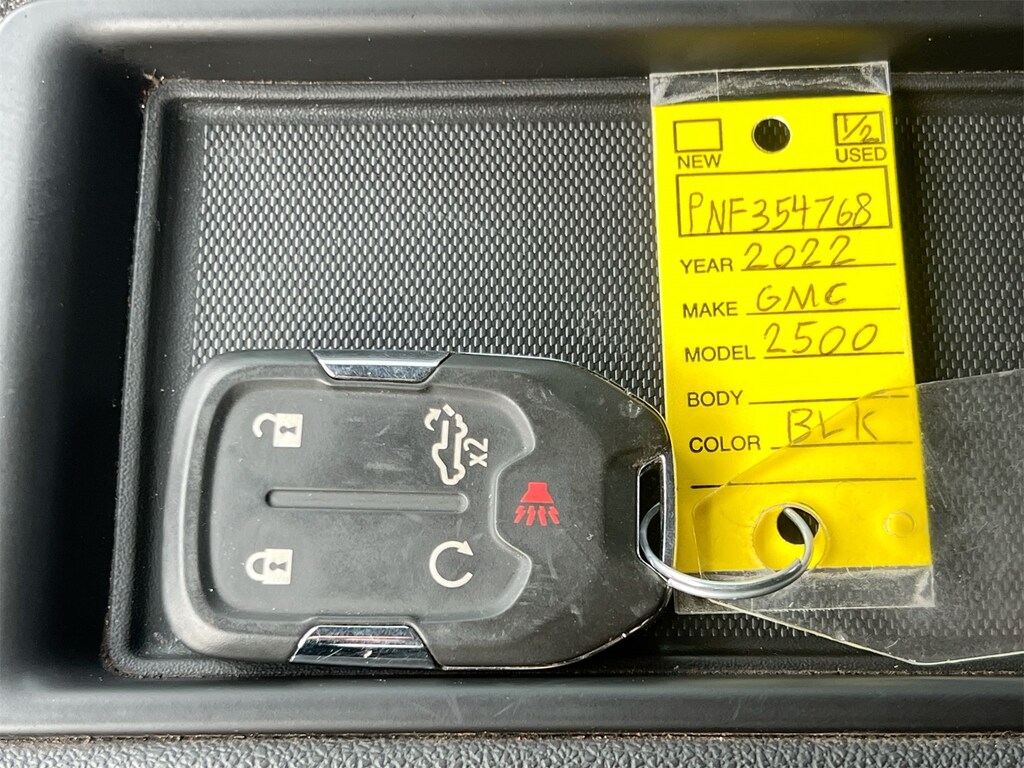 NEW
1/2
USED
PNF354768
YEAR 2022
MAKE GMC
MODEL 2500
BODY
COLOR BLK
x2